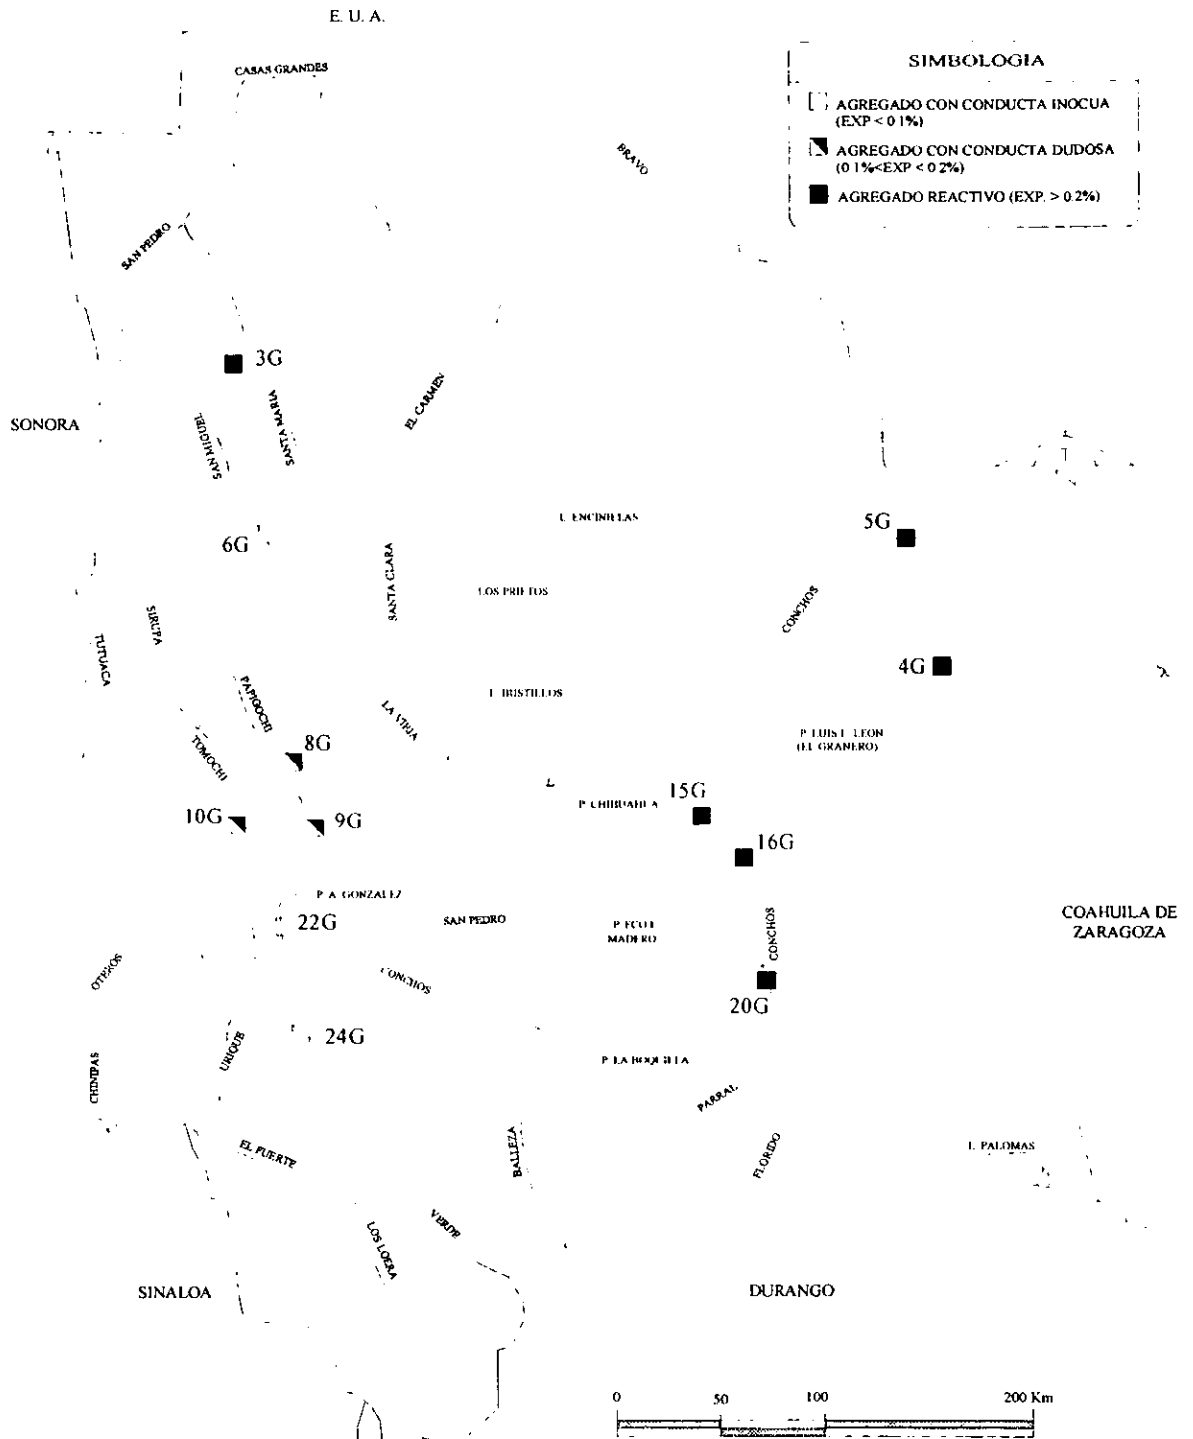 E. U. A.
CASAS GRANDES
SIMBOLOGIA
AGREGADO CON CONDUCTA INOCUA
(EXP < 0 1%)
AGREGADO CON CONDUCTA DUDOSA
(0 1%<EXP < 0 2%)
AGREGADO REACTIVO (EXP. > 0.2%)
BRAVO
SAN PEDRO
3G
SONORA
SAN MIGUEL
SANTA MARIA
EL CARMEN
L ENCINILLAS
5G
6G
SANTA CLARA
LOS PRIETOS
CONCHOS
SIRUPA
TUTUACA
4G
PAPIGOCHI
L BUSTILLOS
LA VIEJA
P LUIS L LEON
(EL GRANERO)
TOMOCHI
8G
15G
P CHIHUAHUA
10G
9G
16G
P A. GONZALEZ
22G
SAN PEDRO
P FCO I
MADERO
CONCHOS
COAHUILA DE
ZARAGOZA
OTEROS
CONCHOS
20G
24G
URIQUE
CHINIPAS
P LA BOQUILLA
PARRAL
EL FUERTE
BALLEZA
FLORIDO
L PALOMAS
VERDE
LOS LOERA
SINALOA
DURANGO
0 50 100 200 Km